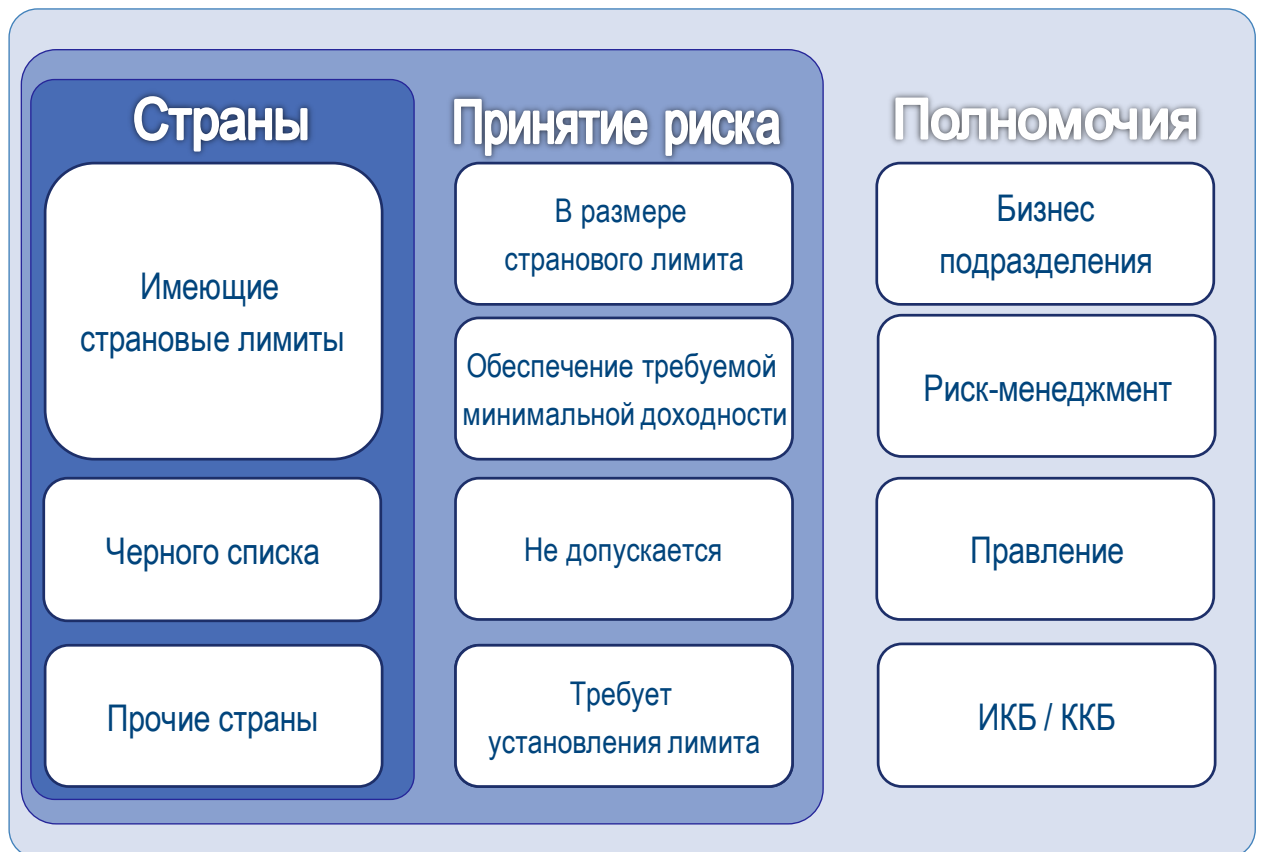 Страны
Принятие риска
Полномочия
Имеющие
страновые лимиты
В размере
странового лимита
Бизнес
подразделения
Обеспечение требуемой
минимальной доходности
Риск-менеджмент
Черного списка
Не допускается
Правление
Прочие страны
Требует
установления лимита
ИКБ / ККБ